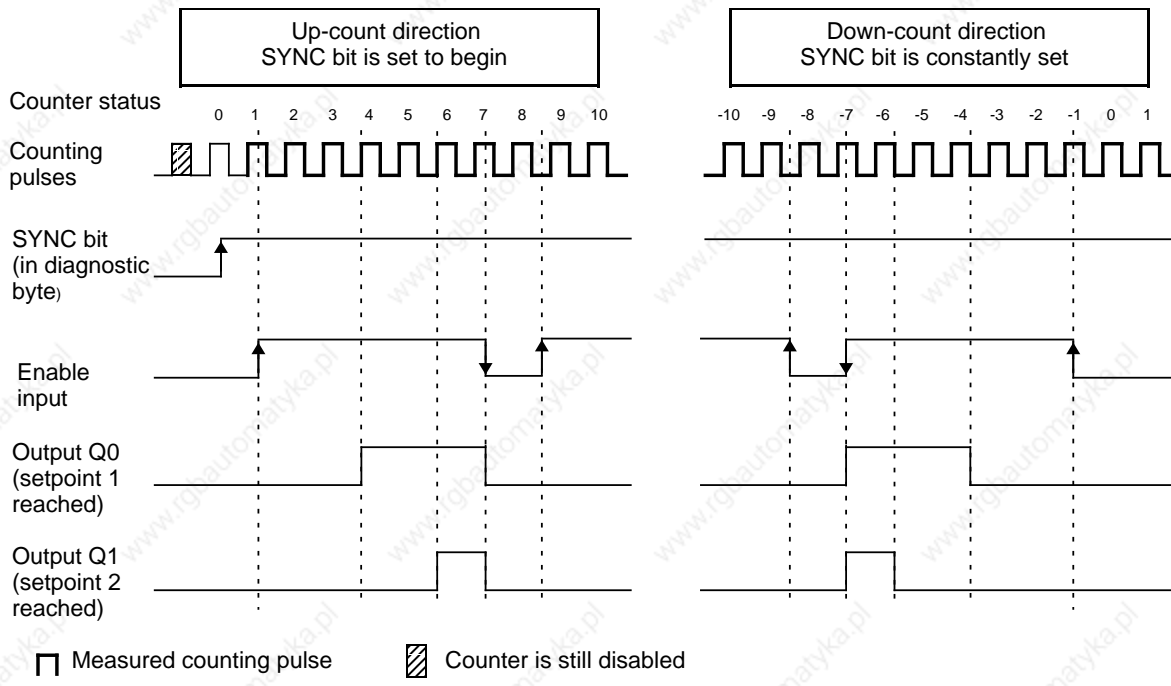 Up-count direction
SYNC bit is set to begin
Down-count direction
SYNC bit is constantly set
Counter status
0 1 2 3 4 5 6 7 8 9 10
-10 -9 -8 -7 -6 -5 -4 -3 -2 -1 0 1
Counting
pulses
SYNC bit
(in diagnostic
byte)
Enable
input
Output Q0
(setpoint 1
reached)
Output Q1
(setpoint 2
reached)
Measured counting pulse
Counter is still disabled
www.rgbautomatyka.pl